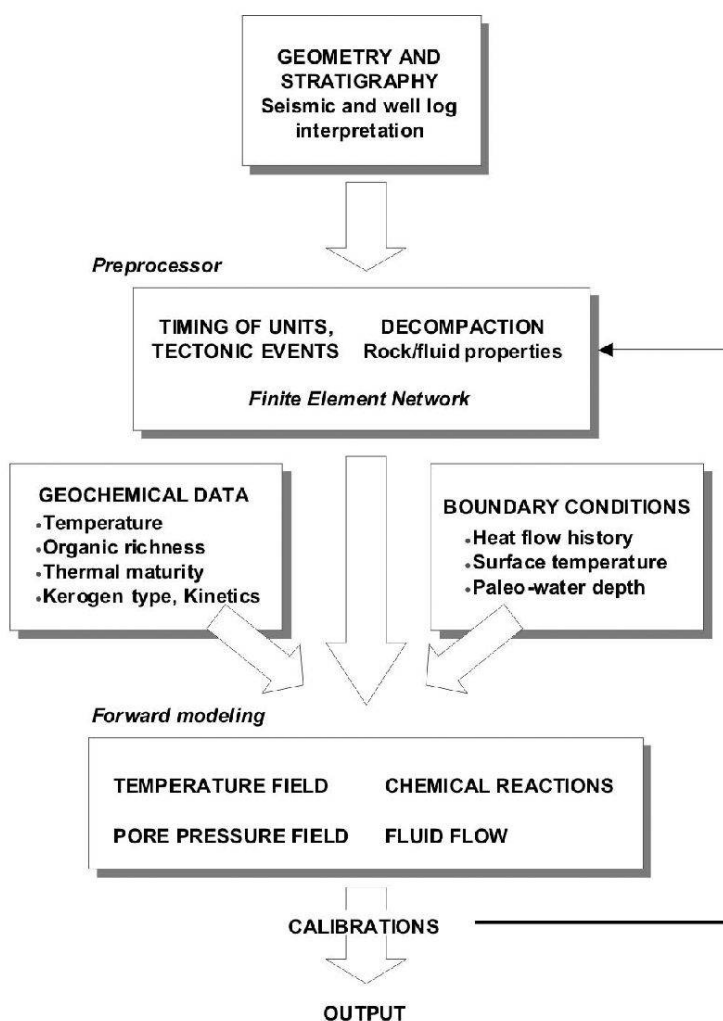 GEOMETRY AND
STRATIGRAPHY
Seismic and well log
interpretation
Preprocessor
TIMING OF UNITS,
TECTONIC EVENTS
DECOMPACTION
Rock/fluid properties
Finite Element Network
GEOCHEMICAL DATA
•Temperature
•Organic richness
•Thermal maturity
•Kerogen type, Kinetics
BOUNDARY CONDITIONS
•Heat flow history
•Surface temperature
•Paleo-water depth
Forward modeling
TEMPERATURE FIELD
CHEMICAL REACTIONS
PORE PRESSURE FIELD
FLUID FLOW
CALIBRATIONS
OUTPUT